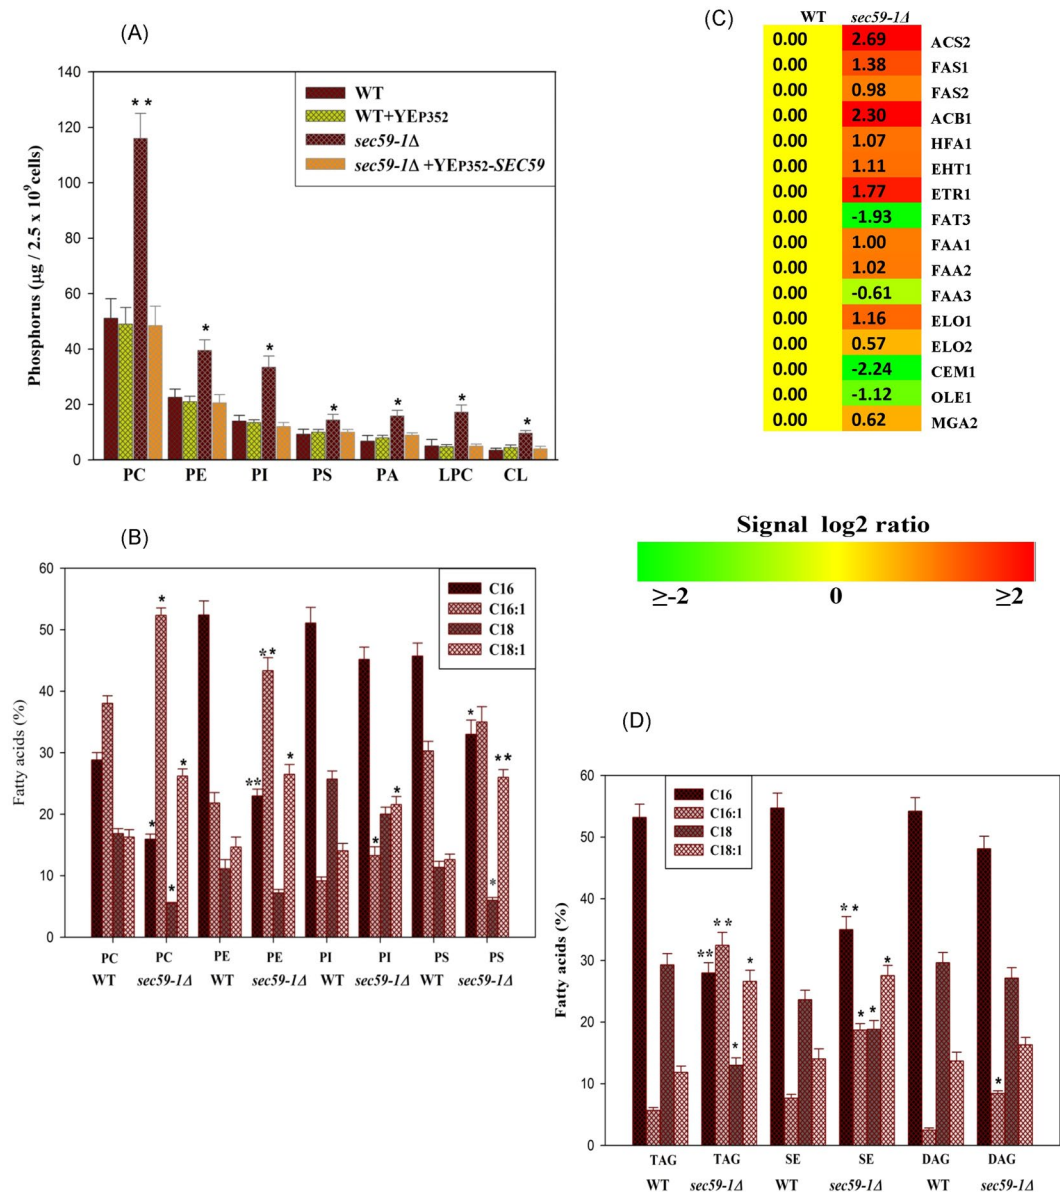 (A)
140
120
100
80
60
40
20
0
Phosphorus (µg / 2.5 x 10⁹cells)
* *
*
*
*
*
*
*
WT
WT+YEP352
sec59-1Δ
sec59-1Δ +YEP352-SEC59
PC PE PI PS PA LPC CL
(C)
WT sec59-1Δ
0.00 2.69 ACS2
0.00 1.38 FAS1
0.00 0.98 FAS2
0.00 2.30 ACB1
0.00 1.07 HFA1
0.00 1.11 EHT1
0.00 1.77 ETR1
0.00 -1.93 FAT3
0.00 1.00 FAA1
0.00 1.02 FAA2
0.00 -0.61 FAA3
0.00 1.16 ELO1
0.00 0.57 ELO2
0.00 -2.24 CEM1
0.00 -1.12 OLE1
0.00 0.62 MGA2
Signal log2 ratio
≥-2 0 ≥2
(B)
60
50
40
30
20
10
0
Fatty acids (%)
C16
C16:1
C18
C18:1
*
*
*
*
**
* *
*
*
*
*
*
* *
PC PC PE PE PI PI PS PS
WT sec59-1Δ WT sec59-1Δ WT sec59-1Δ WT sec59-1Δ
(D)
60
50
40
30
20
10
0
Fatty acids (%)
C16
C16:1
C18
C18:1
**
* *
*
*
* *
*
*
*
*
TAG TAG SE SE DAG DAG
WT sec59-1Δ WT sec59-1Δ WT sec59-1Δ